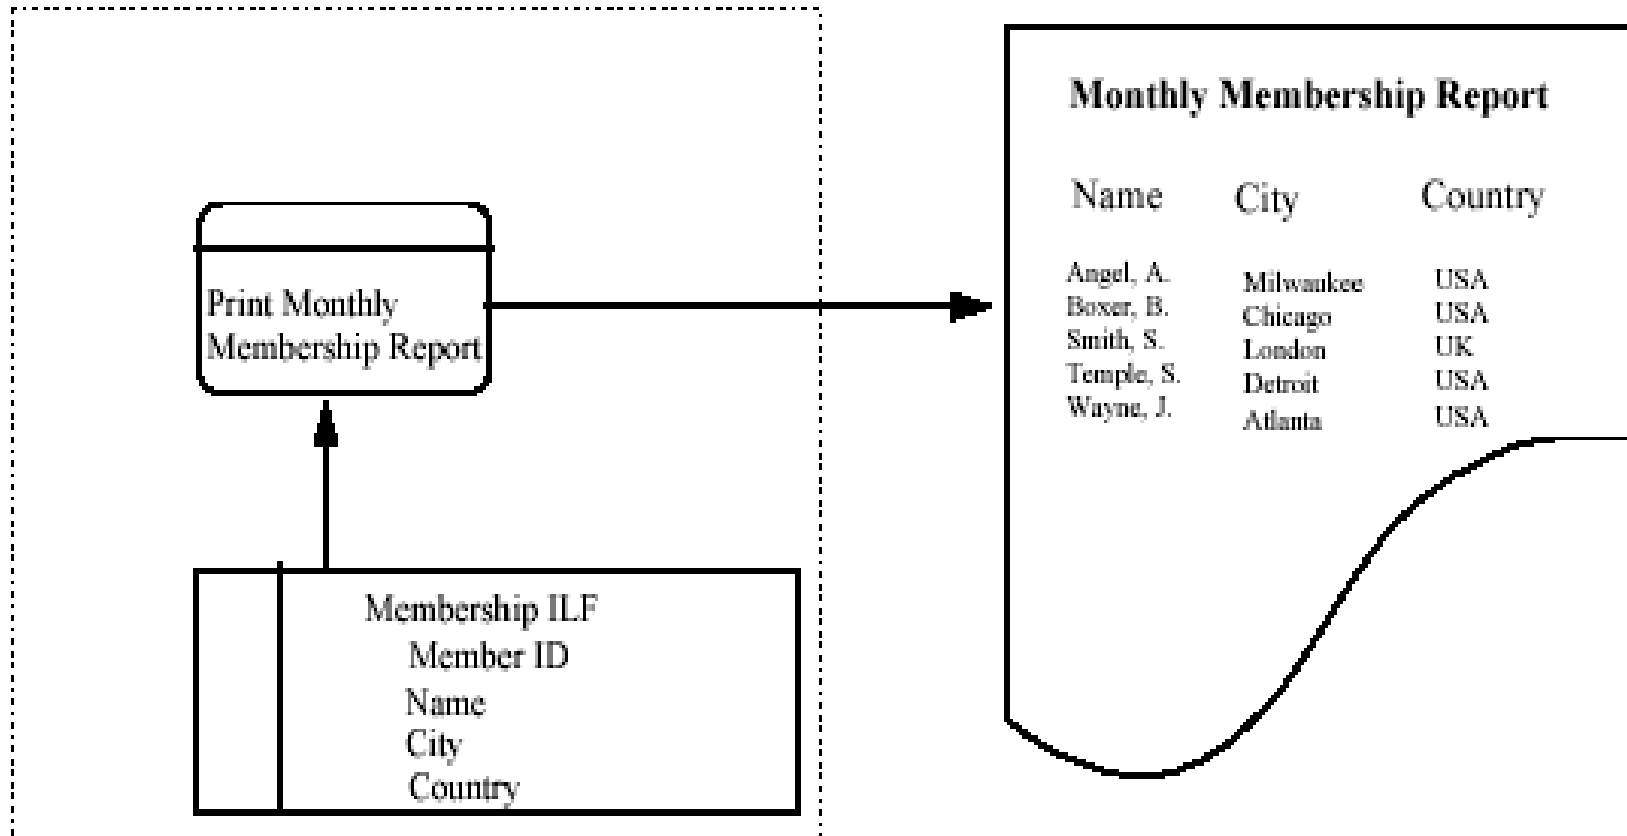 Monthly Membership Report
Name City Country
Angel, A. Milwaukee USA
Boxer, B. Chicago USA
Smith, S. London UK
Temple, S. Detroit USA
Wayne, J. Atlanta USA
Print Monthly
Membership Report
Membership ILF
Member ID
Name
City
Country